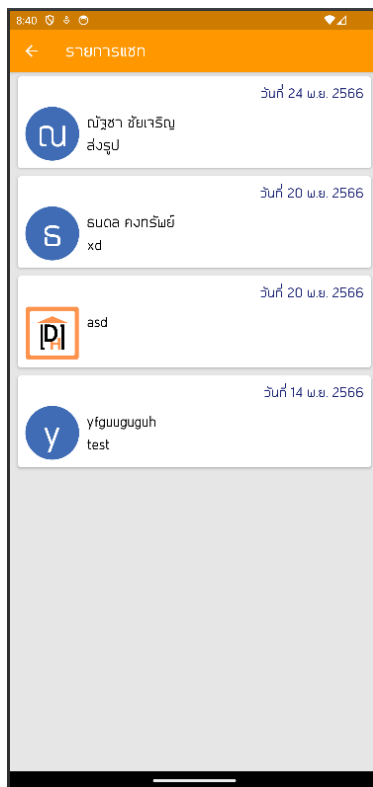 8:40
รายการแชท
วันที่ 24 พ.ย. 2566
ณ
ณัฐชา ชัยเจริญ
ส่งรูป
วันที่ 20 พ.ย. 2566
ธ
ธนดล คงทรัพย์
xd
วันที่ 20 พ.ย. 2566
asd
วันที่ 14 พ.ย. 2566
y
yfguuguguh
test